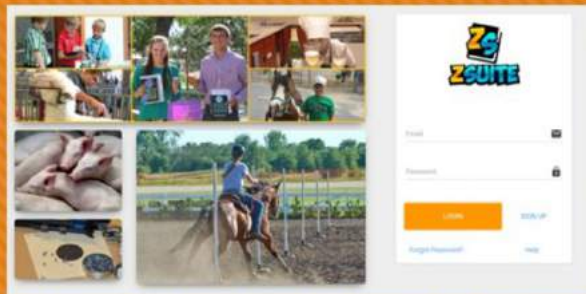 ZS
ZSUITE
Email
Password
LOGIN
SIGN UP
Forgot Password?
Help